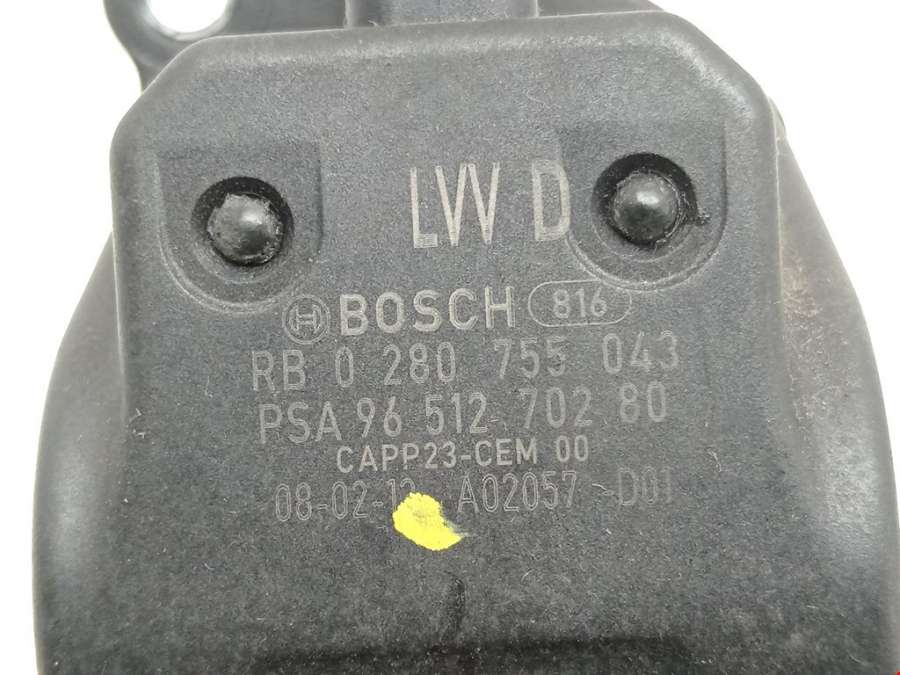 LW D
BOSCH 816
RB 0 280 755 043
PSA 96 512 702 80
CAPP23-CEM 00
08-02-12 A02057 -D01